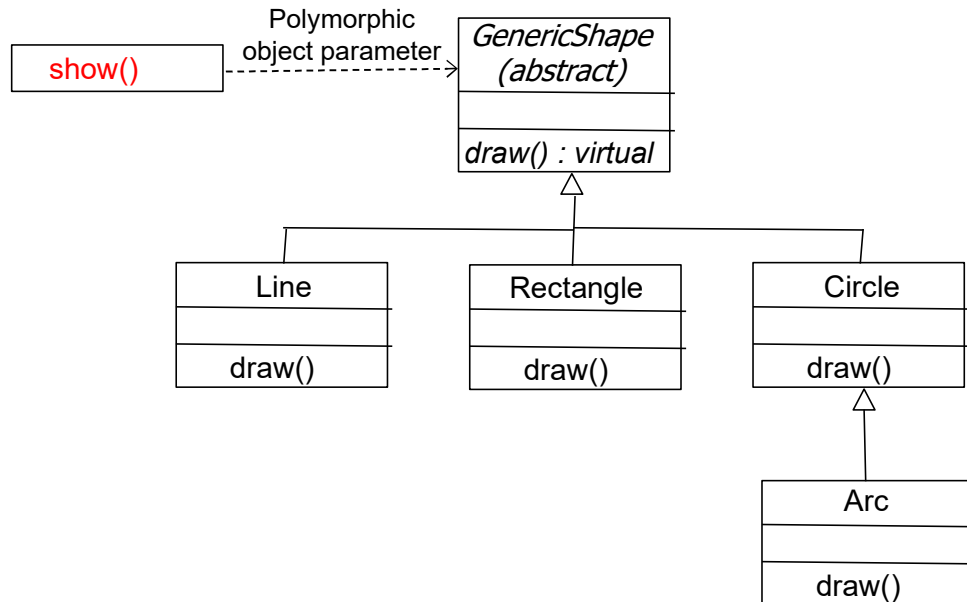 Polymorphic
object parameter
show()
GenericShape
(abstract)
draw() : virtual
Line
draw()
Rectangle
draw()
Circle
draw()
Arc
draw()